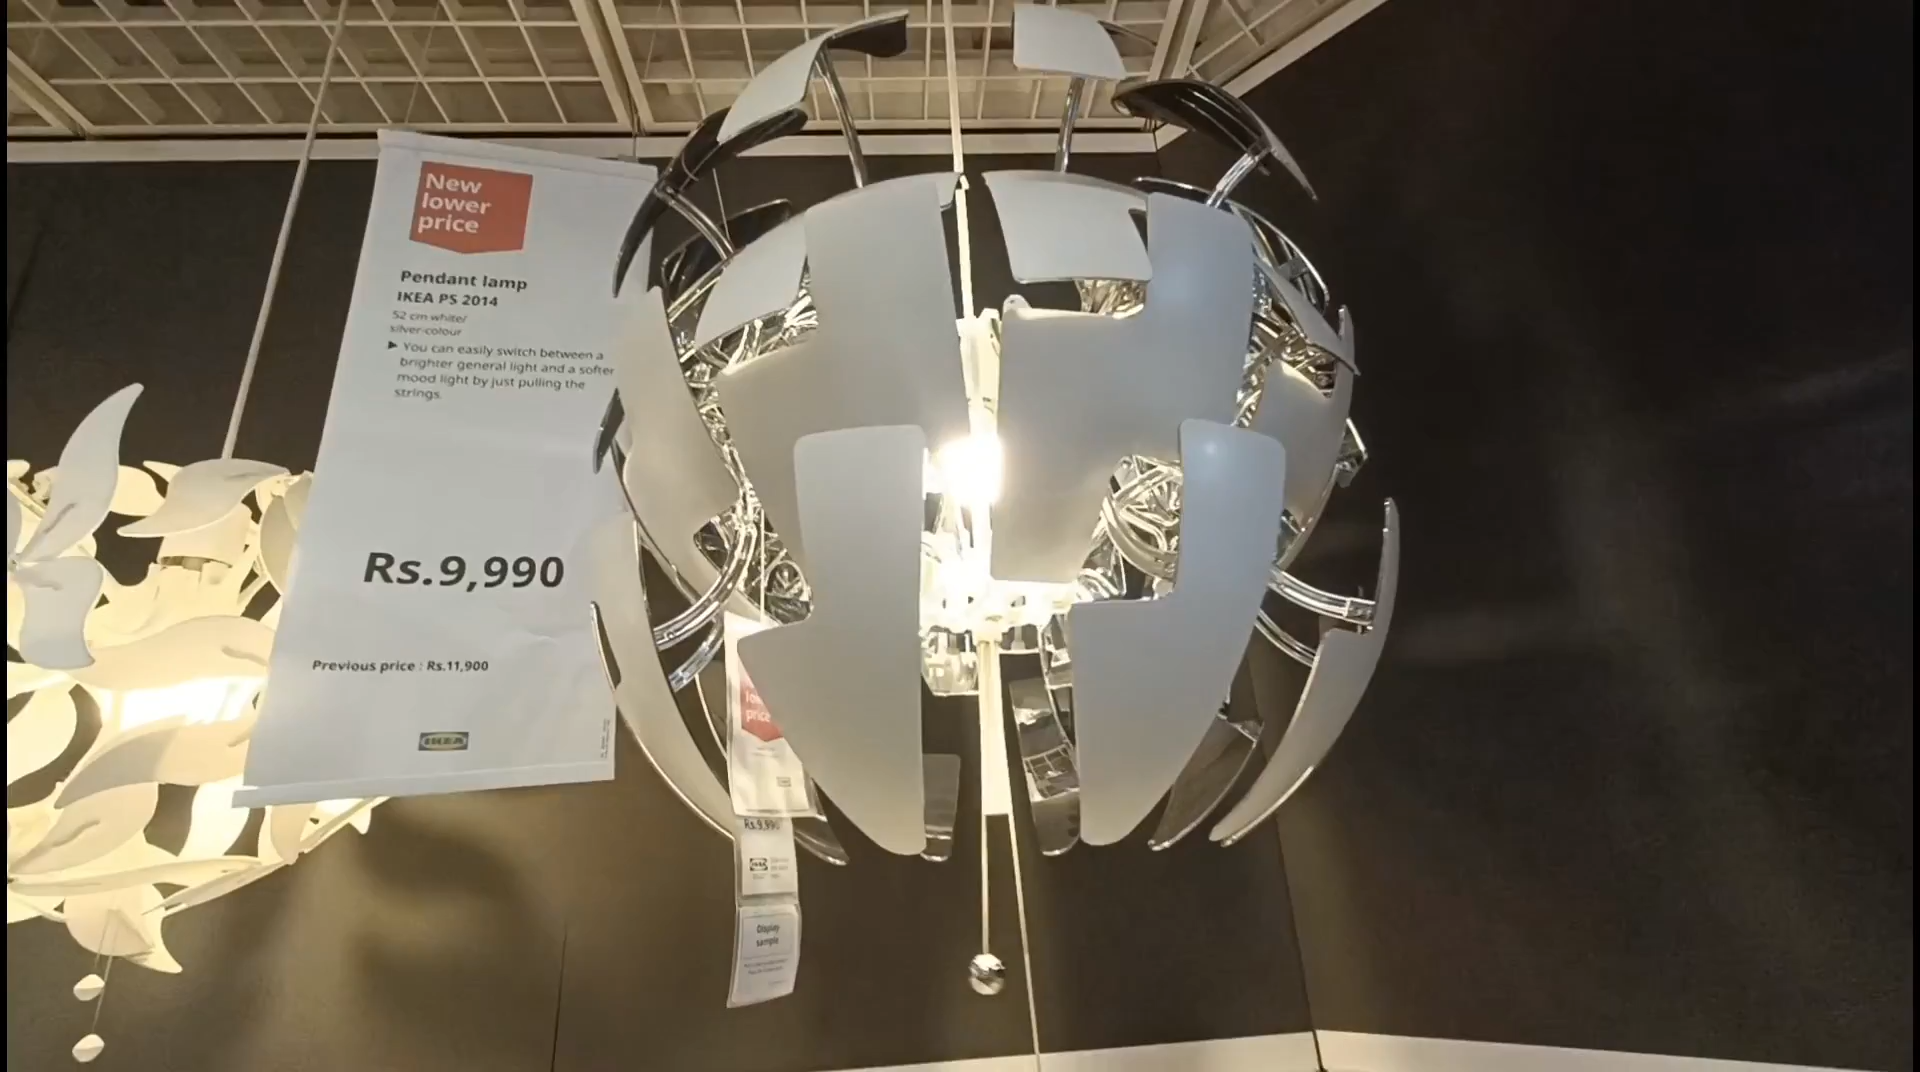 New
lower
price
Pendant lamp
IKEA PS 2014
52 cm white/
silver-colour
► You can easily switch between a
brighter general light and a softer
mood light by just pulling the
strings.
Rs.9,990
Previous price : Rs.11,900
IKEA
price
Rs.9,990
IKEA
Display
sample